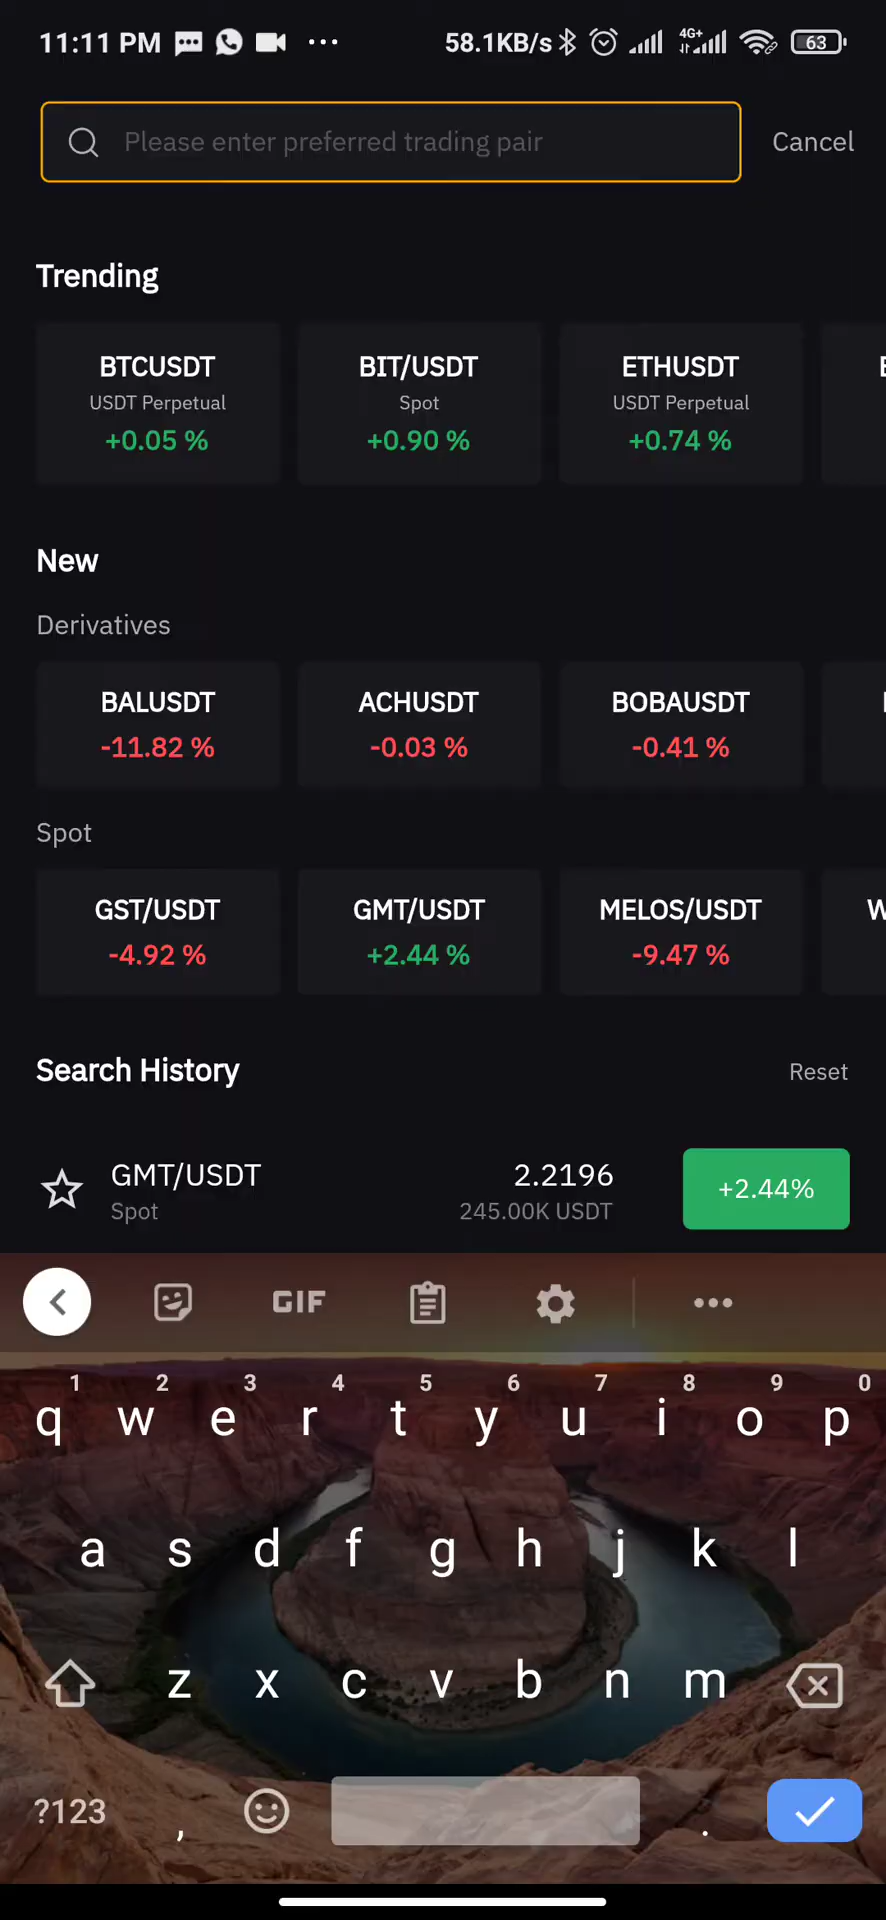 11:11 PM 58.1KB/s 4G+ 63
Please enter preferred trading pair Cancel
Trending
BTCUSDT BIT/USDT ETHUSDT
USDT Perpetual Spot USDT Perpetual
+0.05 % +0.90 % +0.74 %
New
Derivatives
BALUSDT ACHUSDT BOBAUSDT
-11.82 % -0.03 % -0.41 %
Spot
GST/USDT GMT/USDT MELOS/USDT W
-4.92 % +2.44 % -9.47 %
Search History Reset
GMT/USDT 2.2196 +2.44%
Spot 245.00K USDT
GIF
1 2 3 4 5 6 7 8 9 0
q w e r t y u i o p
a s d f g h j k l
z x c v b n m
?123 , .